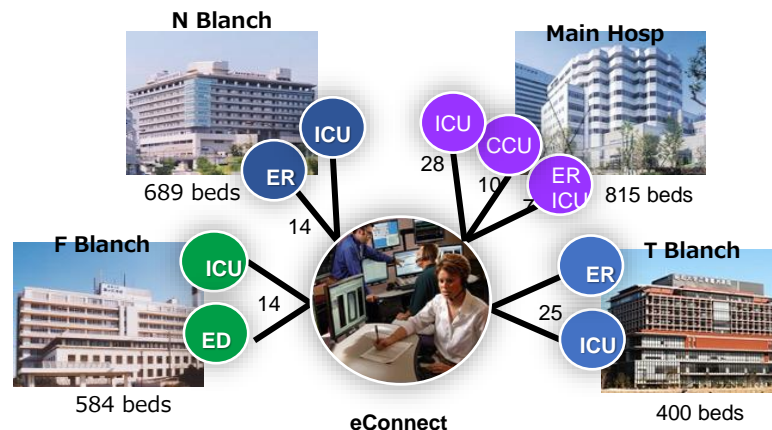 N Blanch
Main Hosp
ICU
ER
689 beds
14
ICU
28
CCU
10
ER
ICU
7
815 beds
F Blanch
ICU
14
ED
584 beds
T Blanch
ER
25
ICU
400 beds
eConnect